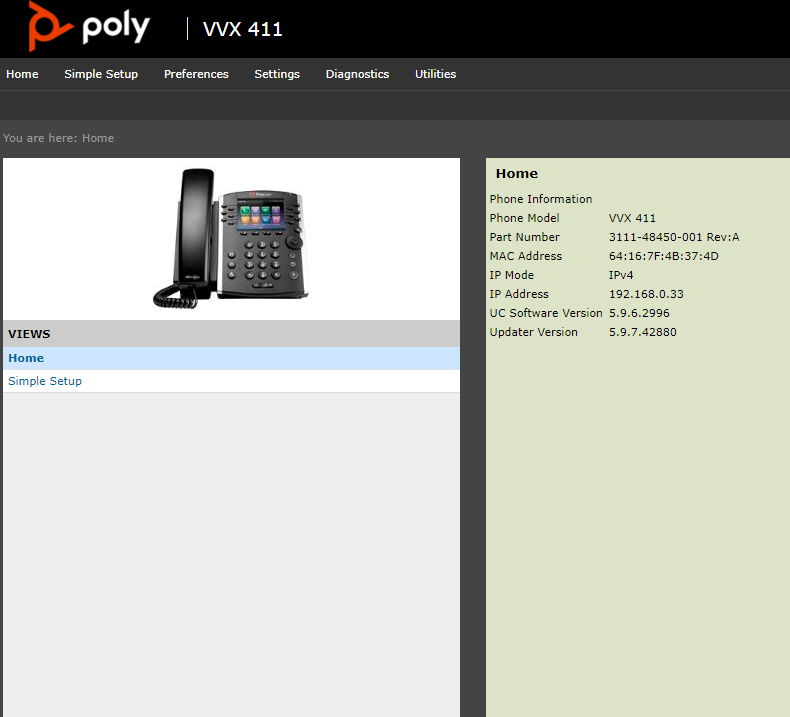 poly | VVX 411
Home Simple Setup Preferences Settings Diagnostics Utilities
You are here: Home
VIEWS
Home
Simple Setup
Home
Phone Information
Phone Model VVX 411
Part Number 3111-48450-001 Rev:A
MAC Address 64:16:7F:4B:37:4D
IP Mode IPv4
IP Address 192.168.0.33
UC Software Version 5.9.6.2996
Updater Version 5.9.7.42880